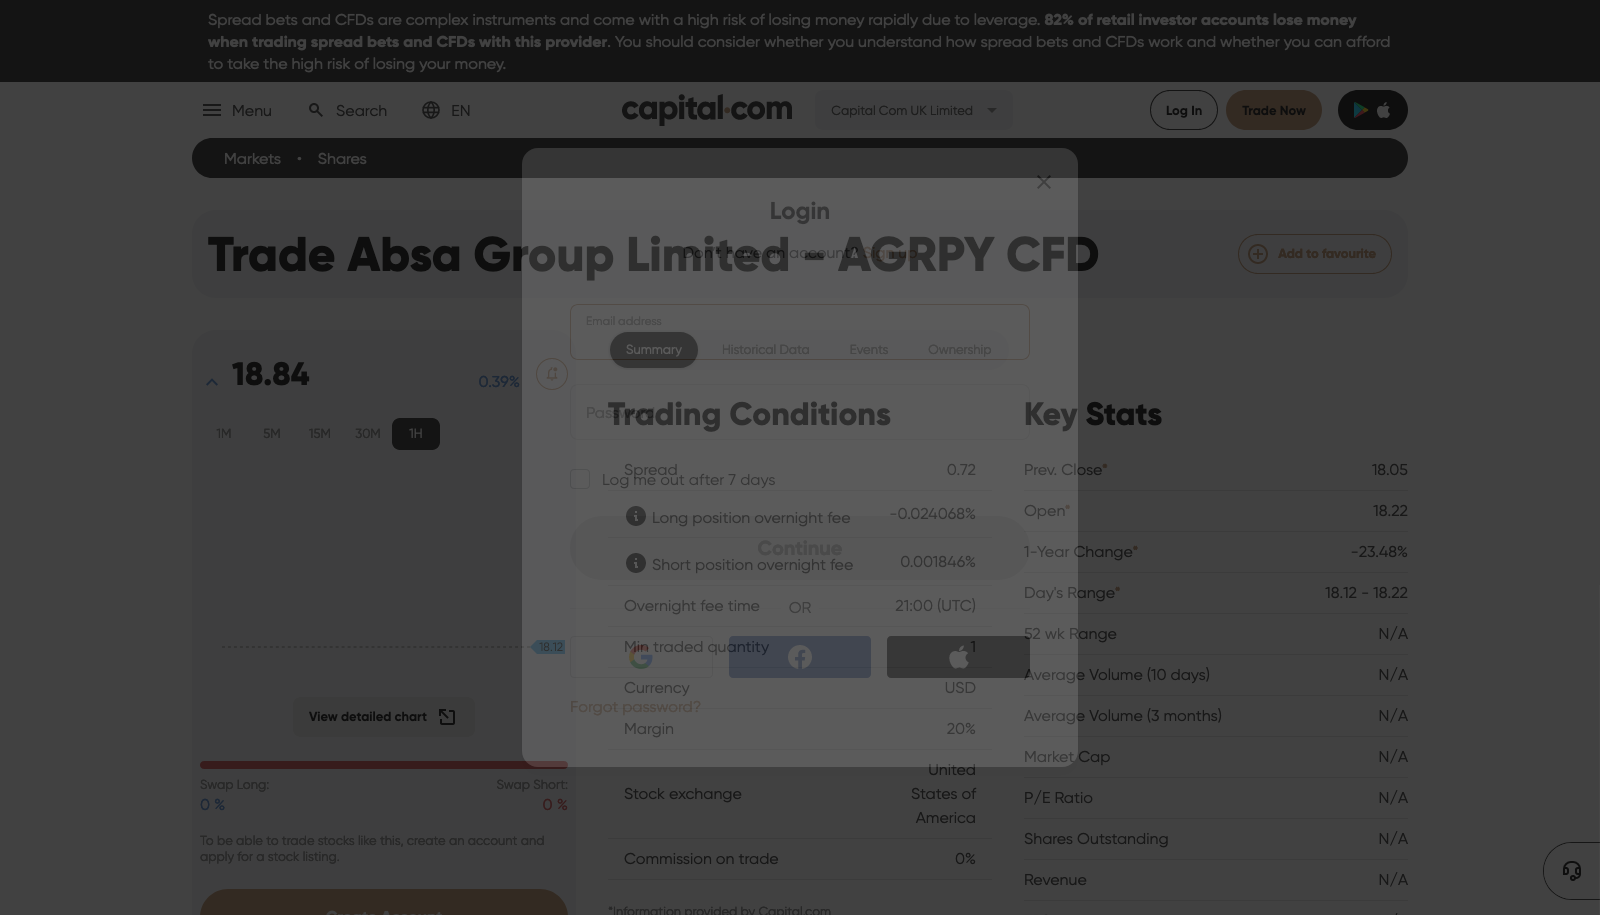 Spread bets and CFDs are complex instruments and come with a high risk of losing money rapidly due to leverage. 82% of retail investor accounts lose money
when trading spread bets and CFDs with this provider. You should consider whether you understand how spread bets and CFDs work and whether you can afford
to take the high risk of losing your money.
Menu
Search
EN
capital.com
Capital Com UK Limited
Log In
Trade Now
Markets • Shares
Login
Don't have an account? Sign up
Trade Absa Group Limited - AGRPY CFD
Add to favourite
Email address
Summary
Historical Data
Events
Ownership
18.84
0.39%
1M
5M
15M
30M
1H
18.12
View detailed chart
Swap Long:
Swap Short:
0 %
0 %
To be able to trade stocks like this, create an account and
apply for a stock listing.
Create Account
Password
Trading Conditions
Log me out after 7 days
Spread 0.72
Long position overnight fee -0.024068%
Continue
Short position overnight fee 0.001846%
Overnight fee time 21:00 (UTC)
OR
Min traded quantity 1
Currency USD
Forgot password?
Margin 20%
Stock exchange United
States of
America
Commission on trade 0%
*Information provided by Capital.com
Key Stats
Prev. Close* 18.05
Open* 18.22
1-Year Change* -23.48%
Day's Range* 18.12 - 18.22
52 wk Range N/A
Average Volume (10 days) N/A
Average Volume (3 months) N/A
Market Cap N/A
P/E Ratio N/A
Shares Outstanding N/A
Revenue N/A